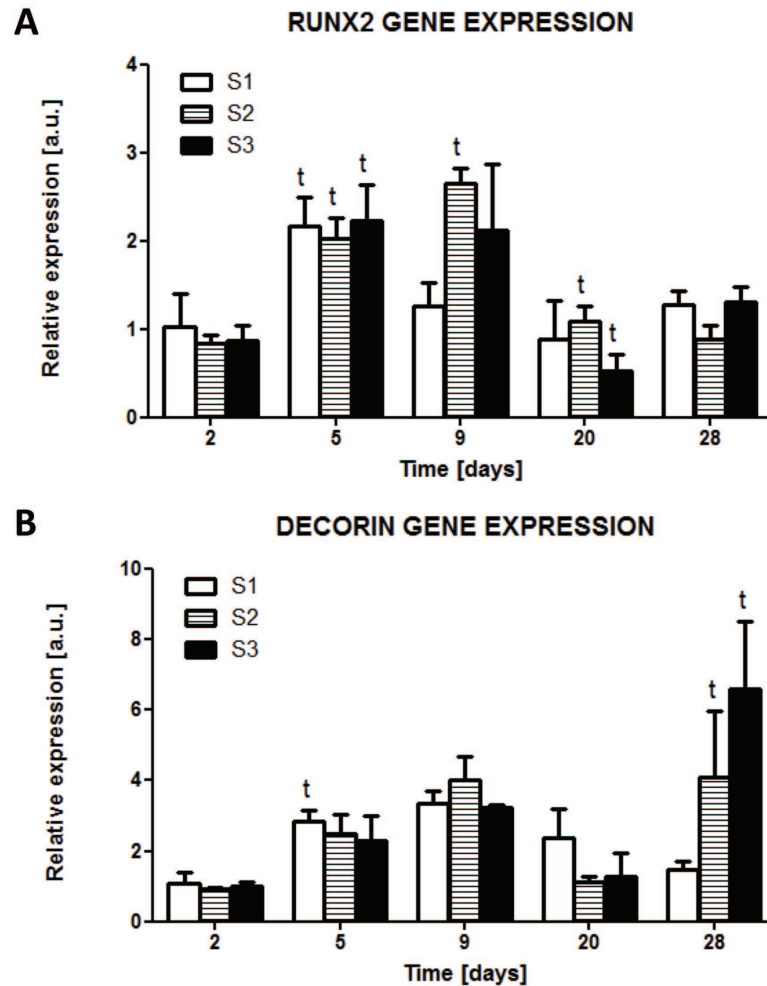 A
RUNX2 GENE EXPRESSION
Relative expression [a.u.]
4
3
2
1
0
S1
S2
S3
t
t
t
t
t
t
2
5
9
20
28
Time [days]
B
DECORIN GENE EXPRESSION
Relative expression [a.u.]
10
8
6
4
2
0
S1
S2
S3
t
t
t
2
5
9
20
28
Time [days]